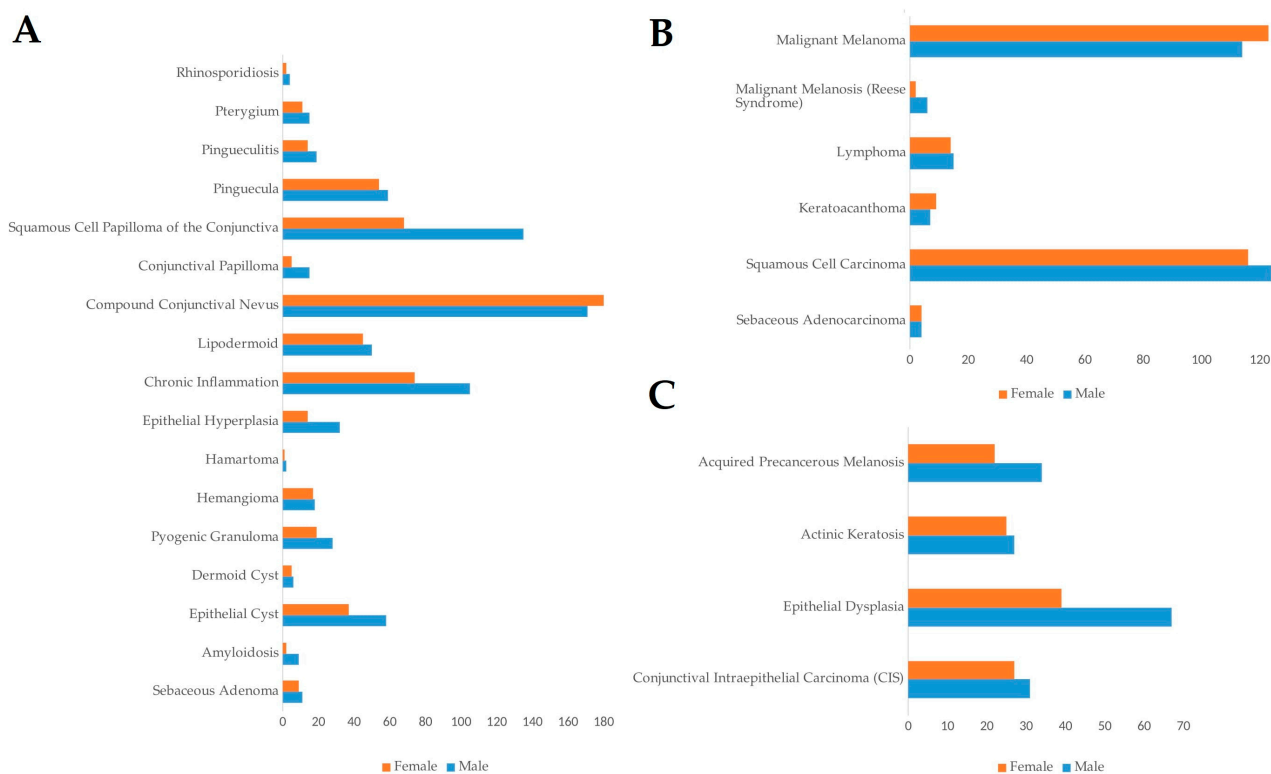 A
Rhinosporidiosis
Pterygium
Pingueculitis
Pinguecula
Squamous Cell Papilloma of the Conjunctiva
Conjunctival Papilloma
Compound Conjunctival Nevus
Lipodermoid
Chronic Inflammation
Epithelial Hyperplasia
Hamartoma
Hemangioma
Pyogenic Granuloma
Dermoid Cyst
Epithelial Cyst
Amyloidosis
Sebaceous Adenoma
0 20 40 60 80 100 120 140 160 180
Female Male
B
Malignant Melanoma
Malignant Melanosis (Reese
Syndrome)
Lymphoma
Keratoacanthoma
Squamous Cell Carcinoma
Sebaceous Adenocarcinoma
0 20 40 60 80 100 120
Female Male
C
Acquired Precancerous Melanosis
Actinic Keratosis
Epithelial Dysplasia
Conjunctival Intraepithelial Carcinoma (CIS)
0 10 20 30 40 50 60 70
Female Male